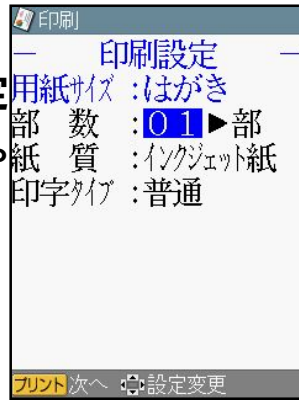 印刷
― 印刷設定 ―
用紙サイズ :はがき
部 数 :01▶部
紙 質 :インクジェット紙
印字タイプ :普通
プリント 次へ 設定変更